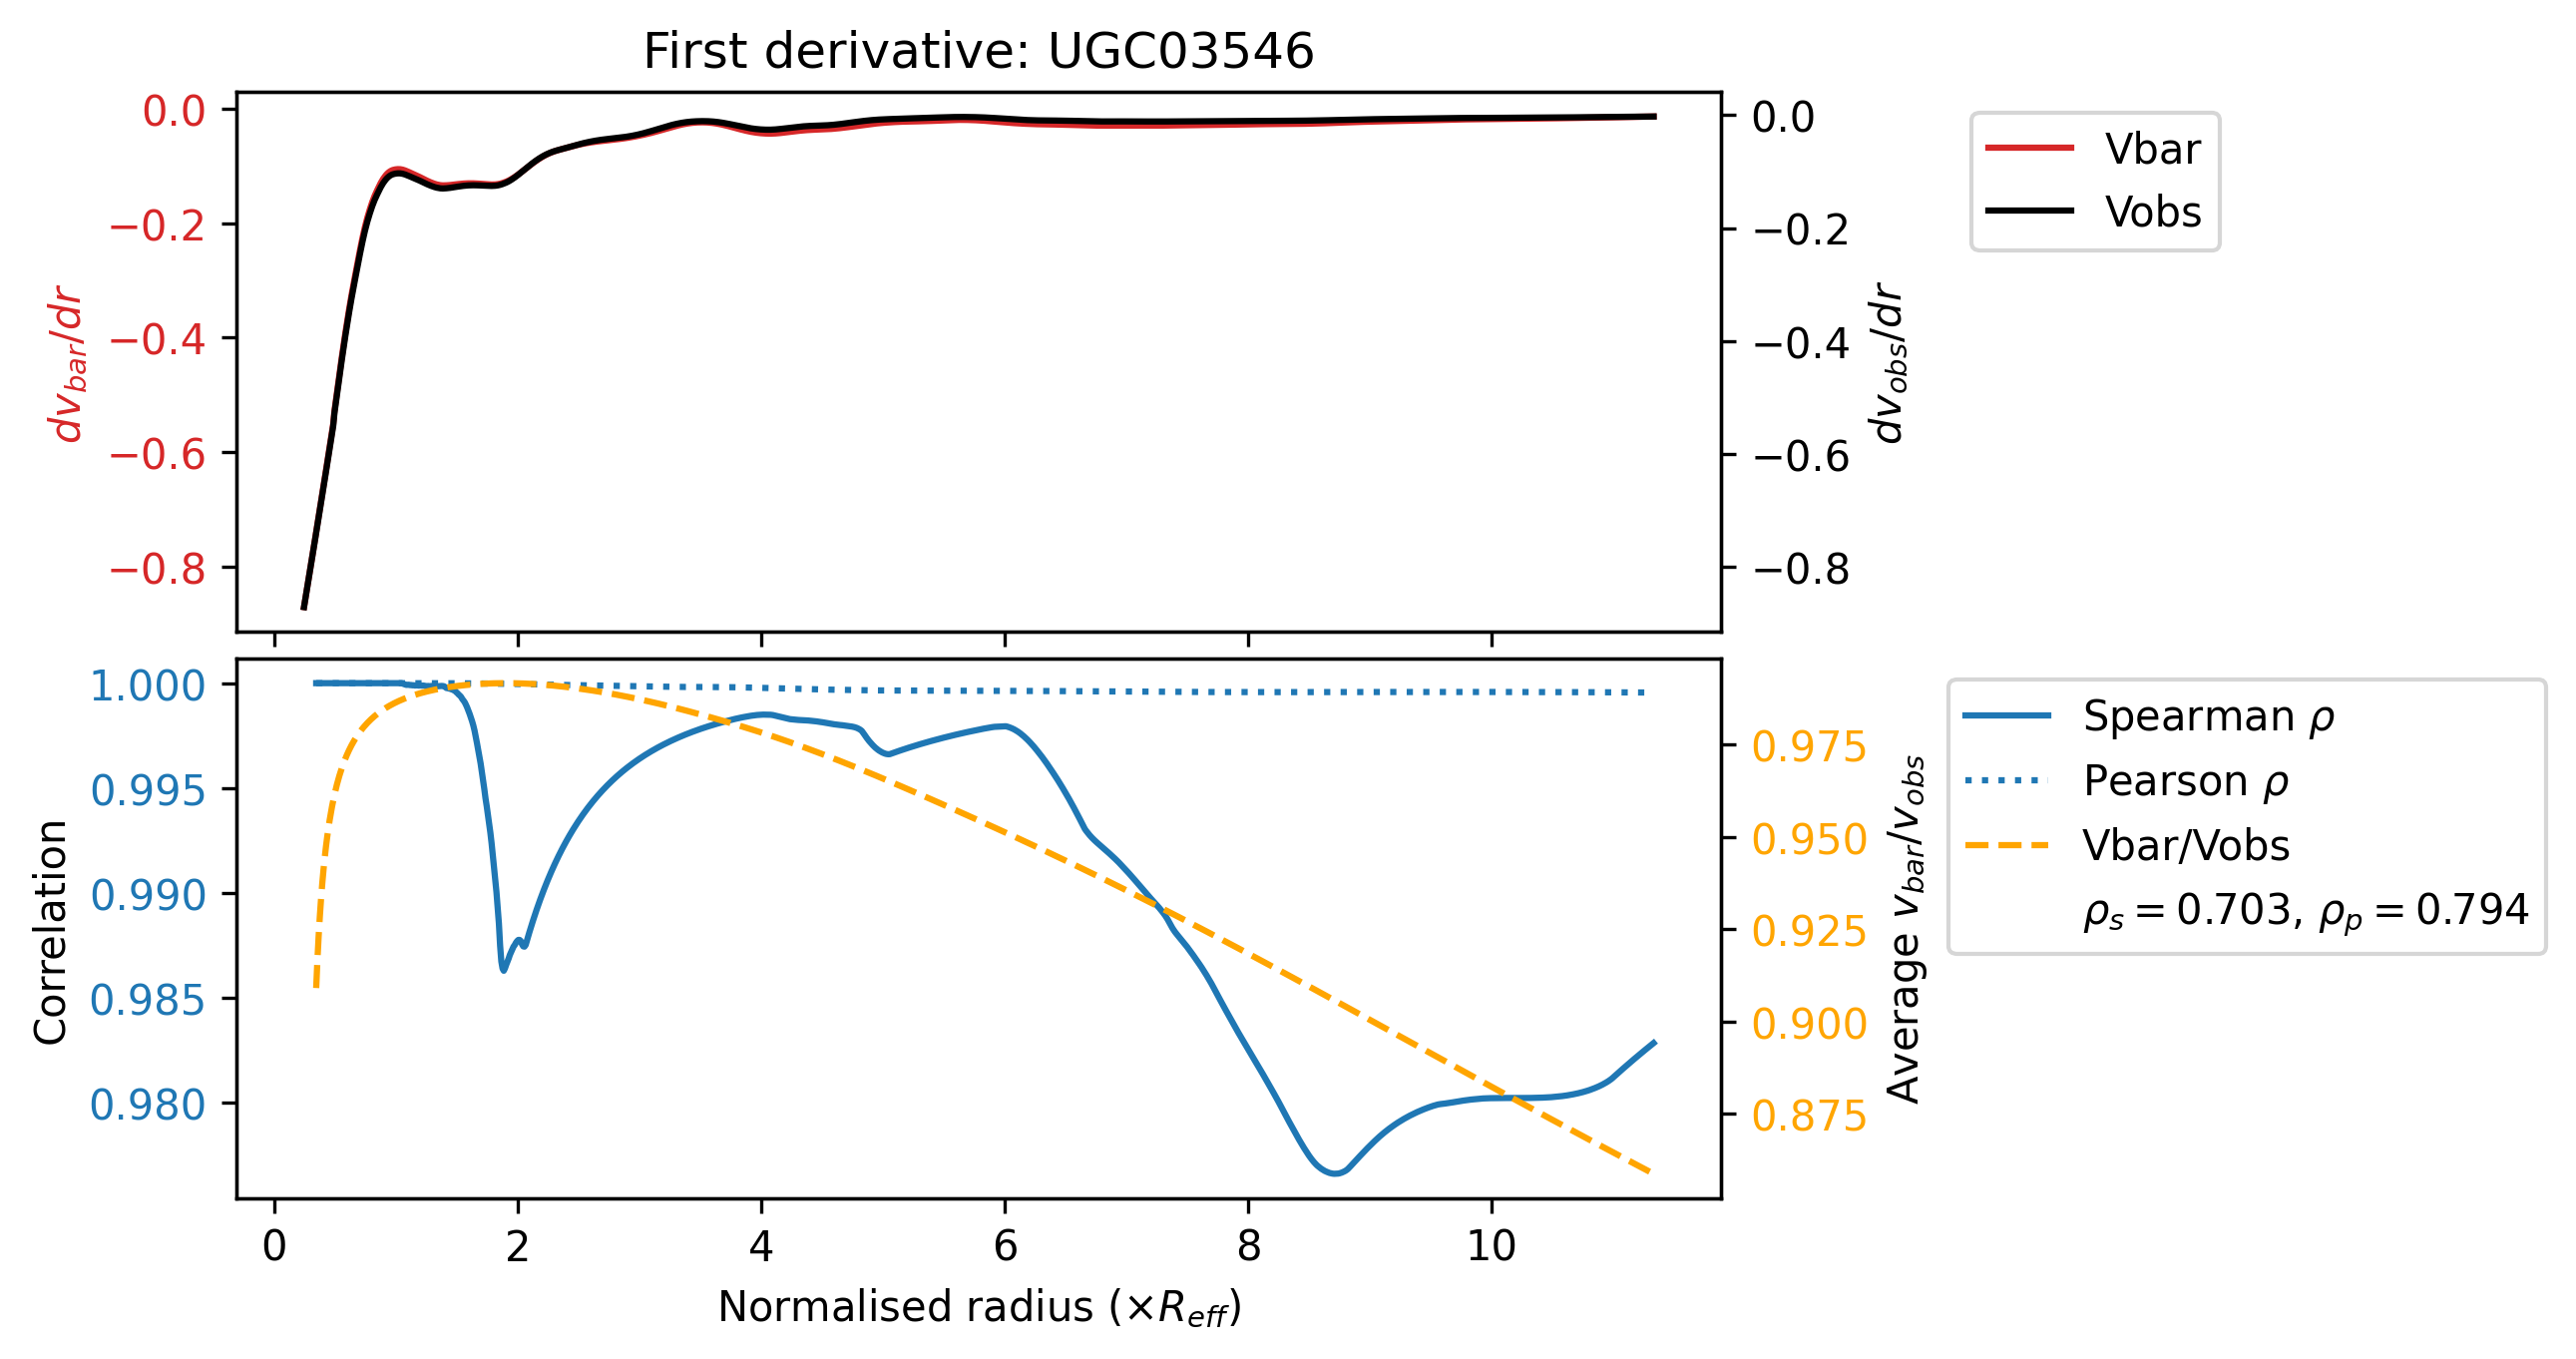 First derivative: UGC03546
0.0
−0.2
−0.4
−0.6
−0.8
dv_bar/dr
0.0
−0.2
−0.4
−0.6
−0.8
dv_obs/dr
Vbar
Vobs
1.000
0.995
0.990
0.985
0.980
Correlation
0.975
0.950
0.925
0.900
0.875
Average v_bar/v_obs
Spearman ρ
Pearson ρ
Vbar/Vobs
ρ_s = 0.703, ρ_p = 0.794
0 2 4 6 8 10
Normalised radius (×R_eff)